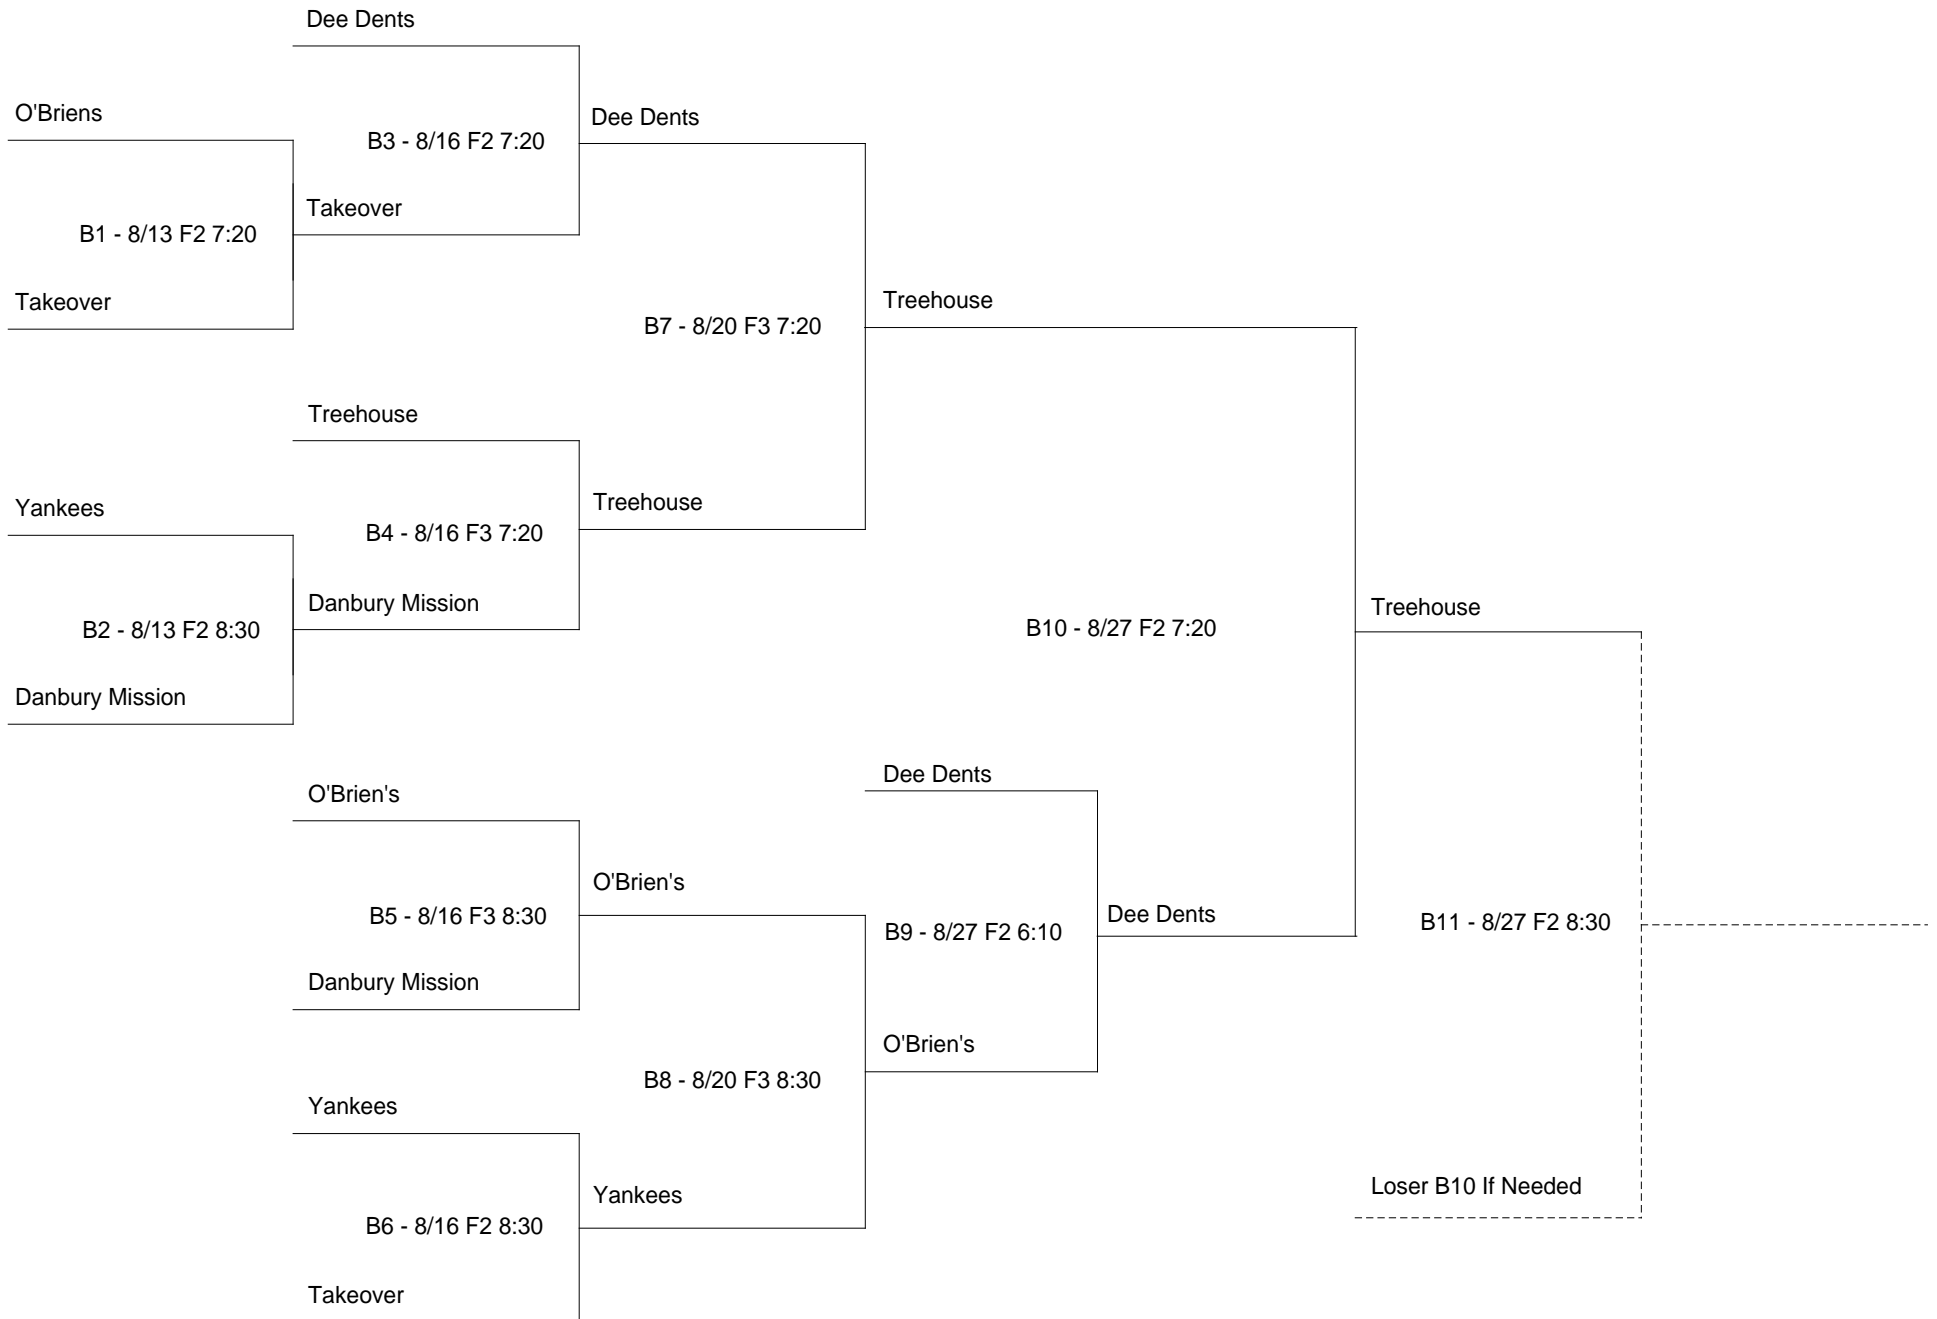 Dee Dents
O'Briens
B3 - 8/16 F2 7:20
Dee Dents
Takeover
B1 - 8/13 F2 7:20
Takeover
Treehouse
B7 - 8/20 F3 7:20
Treehouse
Yankees
B4 - 8/16 F3 7:20
Treehouse
Danbury Mission
B2 - 8/13 F2 8:30
Danbury Mission
B10 - 8/27 F2 7:20
Treehouse
O'Brien's
Dee Dents
B5 - 8/16 F3 8:30
O'Brien's
Danbury Mission
B9 - 8/27 F2 6:10
Dee Dents
B11 - 8/27 F2 8:30
O'Brien's
B8 - 8/20 F3 8:30
Yankees
B6 - 8/16 F2 8:30
Yankees
Takeover
Loser B10 If Needed